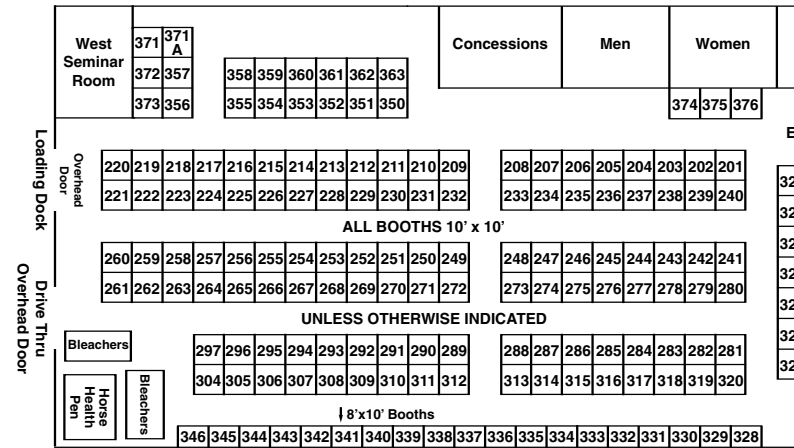 West
Seminar
Room
371 371
A
372 357
373 356
358 359 360 361 362 363
355 354 353 352 351 350
Concessions
Men
Women
374 375 376
E
Loading Dock
Overhead
Door
220 219 218 217 216 215 214 213 212 211 210 209
221 222 223 224 225 226 227 228 229 230 231 232
208 207 206 205 204 203 202 201
233 234 235 236 237 238 239 240
ALL BOOTHS 10' x 10'
260 259 258 257 256 255 254 253 252 251 250 249
261 262 263 264 265 266 267 268 269 270 271 272
248 247 246 245 244 243 242 241
273 274 275 276 277 278 279 280
UNLESS OTHERWISE INDICATED
Drive Thru
Overhead Door
297 296 295 294 293 292 291 290 289
304 305 306 307 308 309 310 311 312
288 287 286 285 284 283 282 281
313 314 315 316 317 318 319 320
Bleachers
Horse
Health
Pen
Bleachers
8'x10' Booths
346 345 344 343 342 341 340 339 338 337 336 335 334 333 332 331 330 329 328
32
32
32
32
32
32
32